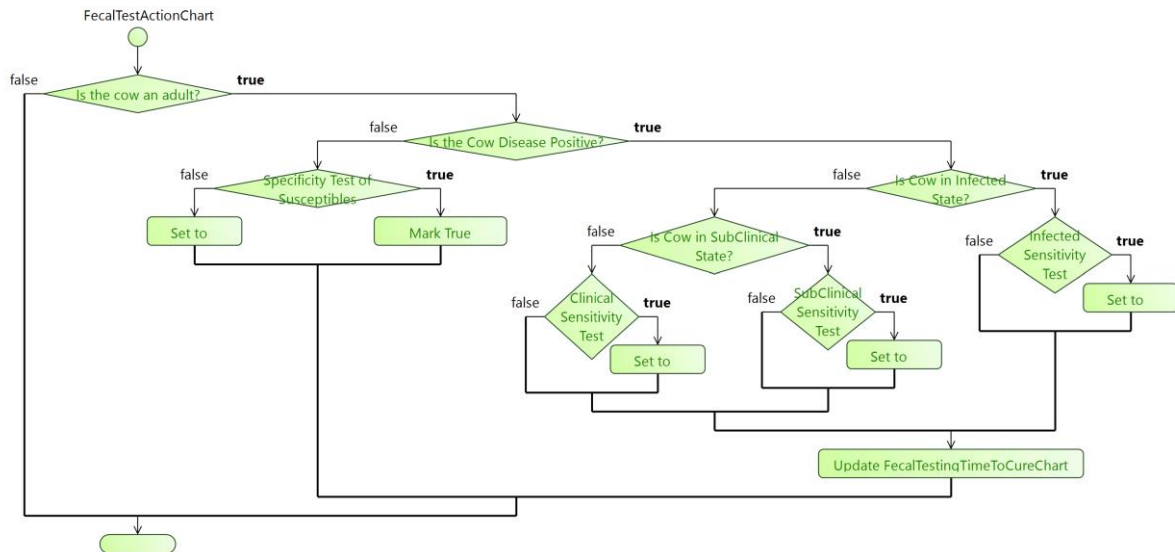 FecalTestActionChart
false
true
Is the cow an adult?
false
true
Is the Cow Disease Positive?
false
true
Specificity Test of
Susceptibles
false
true
Is Cow in Infected
State?
Set to
Mark True
false
true
Is Cow in SubClinical
State?
false
true
Infected
Sensitivity
Test
false
true
Clinical
Sensitivity
Test
false
true
SubClinical
Sensitivity
Test
Set to
Set to
Set to
Update FecalTestingTimeToCureChart